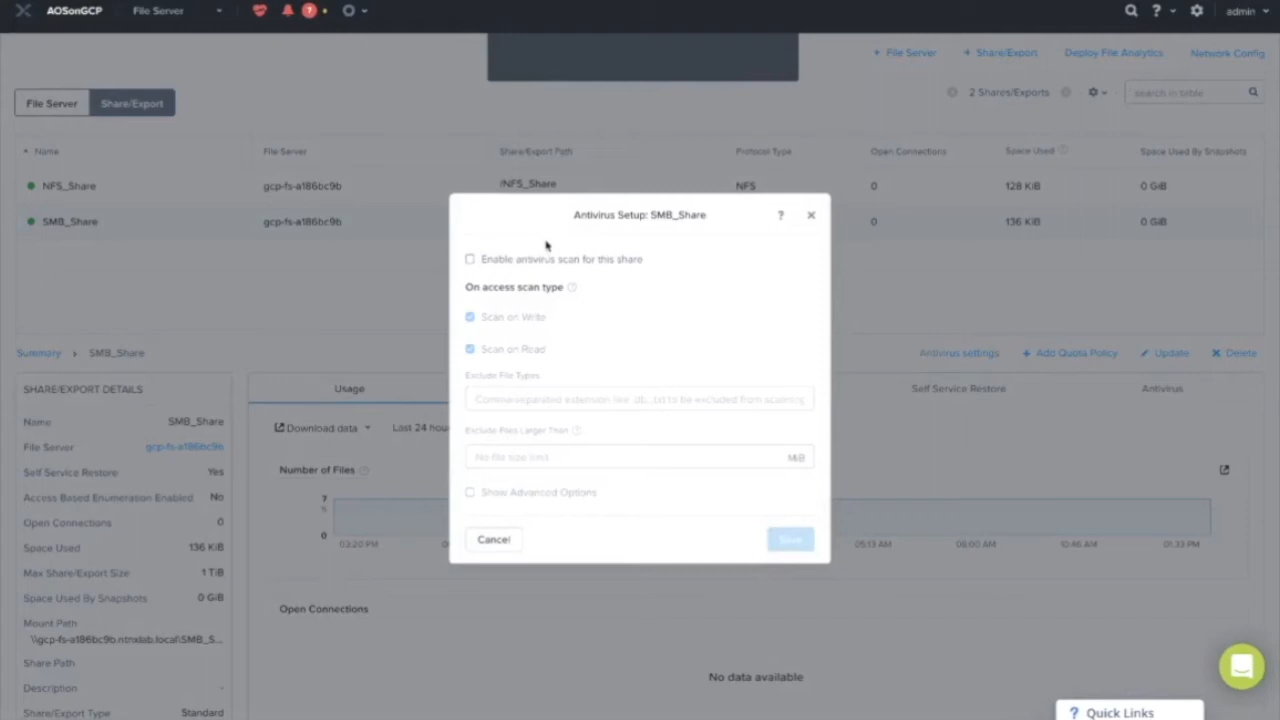 AOSonGCP File Server 7 ? admin
+ File Server + Share/Export Deploy File Analytics Network Config
File Server Share/Export 2 Shares/Exports search in table
Name File Server Share/Export Path Protocol Type Open Connections Space Used Space Used By Snapshots
NFS_Share gcp-fs-a186bc9b /NFS_Share NFS 0 128 KiB 0 GiB
SMB_Share gcp-fs-a186bc9b 0 136 KiB 0 GiB
Antivirus Setup: SMB_Share ? ×
Enable antivirus scan for this share
On access scan type ?
Scan on Write
Scan on Read
Exclude File Types
Comma-separated extension like .db,.txt to be excluded from scanning
Exclude Files Larger Than ?
No file size limit MiB
Show Advanced Options
Cancel Save
Summary > SMB_Share Antivirus settings + Add Quota Policy Update × Delete
SHARE/EXPORT DETAILS
Name SMB_Share
File Server gcp-fs-a186bc9b
Self Service Restore Yes
Access Based Enumeration Enabled No
Open Connections 0
Space Used 136 KiB
Max Share/Export Size 1 TiB
Space Used By Snapshots 0 GiB
Mount Path
\\gcp-fs-a186bc9b.ntnxlab.local\SMB_S...
Share Path
Description -
Share/Export Type Standard
Usage Self Service Restore Antivirus
Download data Last 24 hou
Number of Files
7
5
0
03:20 PM 05:13 AM 08:00 AM 10:46 AM 01:33 PM
Open Connections
No data available
? Quick Links